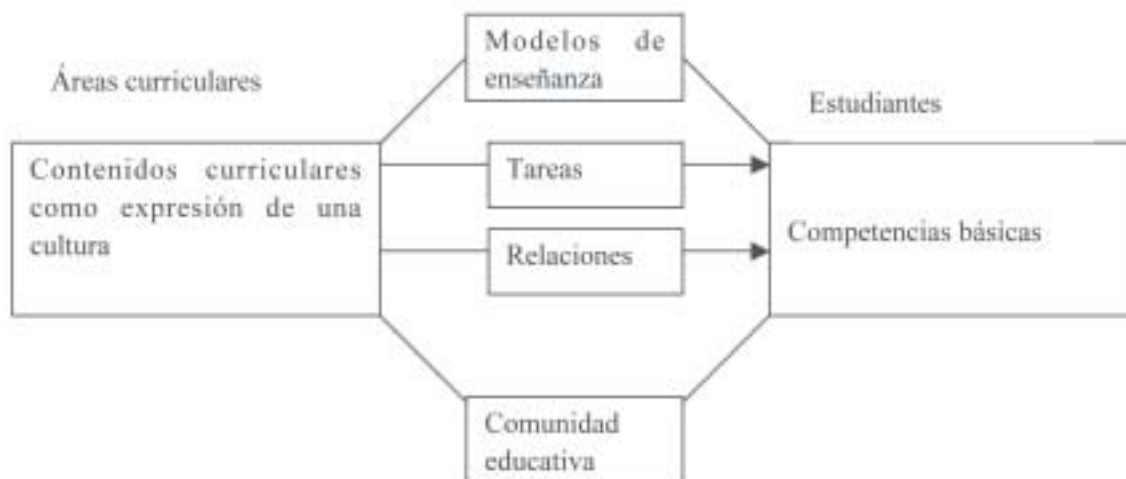 Modelos de
enseñanza
Áreas curriculares
Estudiantes
Contenidos curriculares
como expresión de una
cultura
Tareas
Relaciones
Competencias básicas
Comunidad
educativa